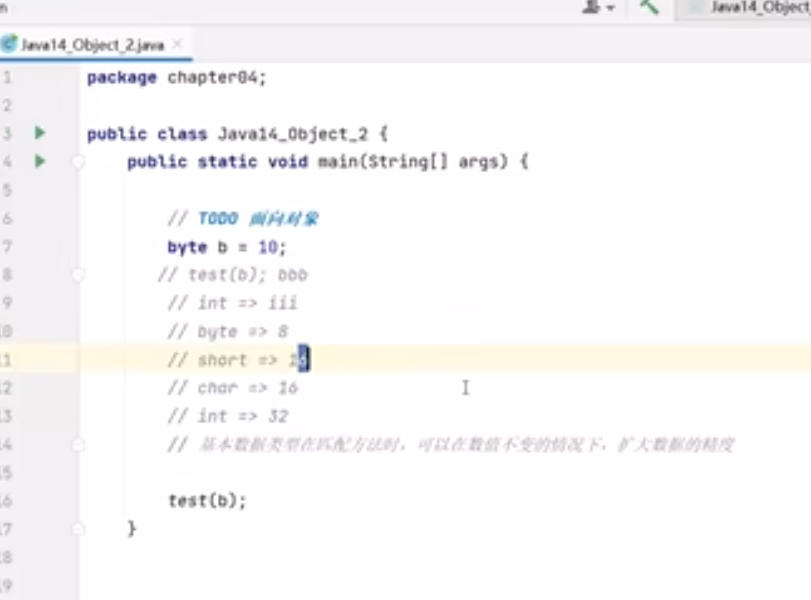 Java14_Object_
Java14_Object_2.java
1 package chapter04;
2
3 public class Java14_Object_2 {
4 public static void main(String[] args) {
5
6 // TODO 面向对象
7 byte b = 10;
8 // test(b); bbb
9 // int => iii
10 // byte => 8
11 // short => 16
12 // char => 16
13 // int => 32
14 // 基本数据类型在匹配方法时，可以在数值不变的情况下，扩大数据的精度
15
16 test(b);
17 }
18
19